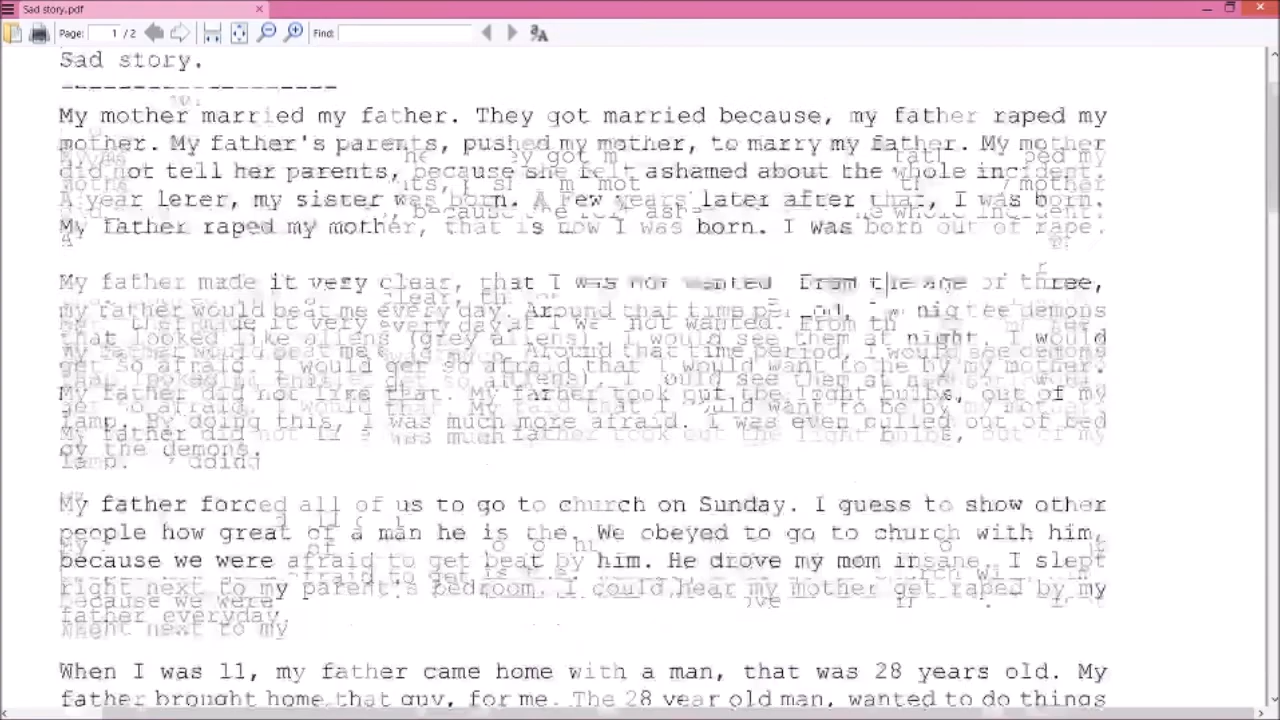 Sad story.pdf
Page: 1 / 2 Find:
Sad story.
-------------------
My mother married my father. They got married because, my father raped my
mother. My father's parents, pushed my mother, to marry my father. My mother
did not tell her parents, because she felt ashamed about the whole incident.
A year lerer, my sister was born. A Few years later after that, I was born.
My father raped my mother, that is how I was born. I was born out of rape.
My father made it very clear, that I was not wanted From the age of three,
my father would beat me every day. Around that time demons
that looked like aliens (grey aliens). I would see them at night. I would
get so afraid. I would get so afraid that I would want to be by my mother.
My father did not like that. My father took out the light bulbs, out of my
lamp. By doing this, I was much more afraid. I was even pulled out of bed
by the demons.
My father forced all of us to go to church on Sunday. I guess to show other
people how great of a man he is the. We obeyed to go to church with him,
because we were afraid to get beat by him. He drove my mom insane. I slept
right next to my parent's bedroom. I could hear my mother get raped by my
father everyday.
When I was 11, my father came home with a man, that was 28 years old. My
father brought home that guy, for me. The 28 year old man, wanted to do things